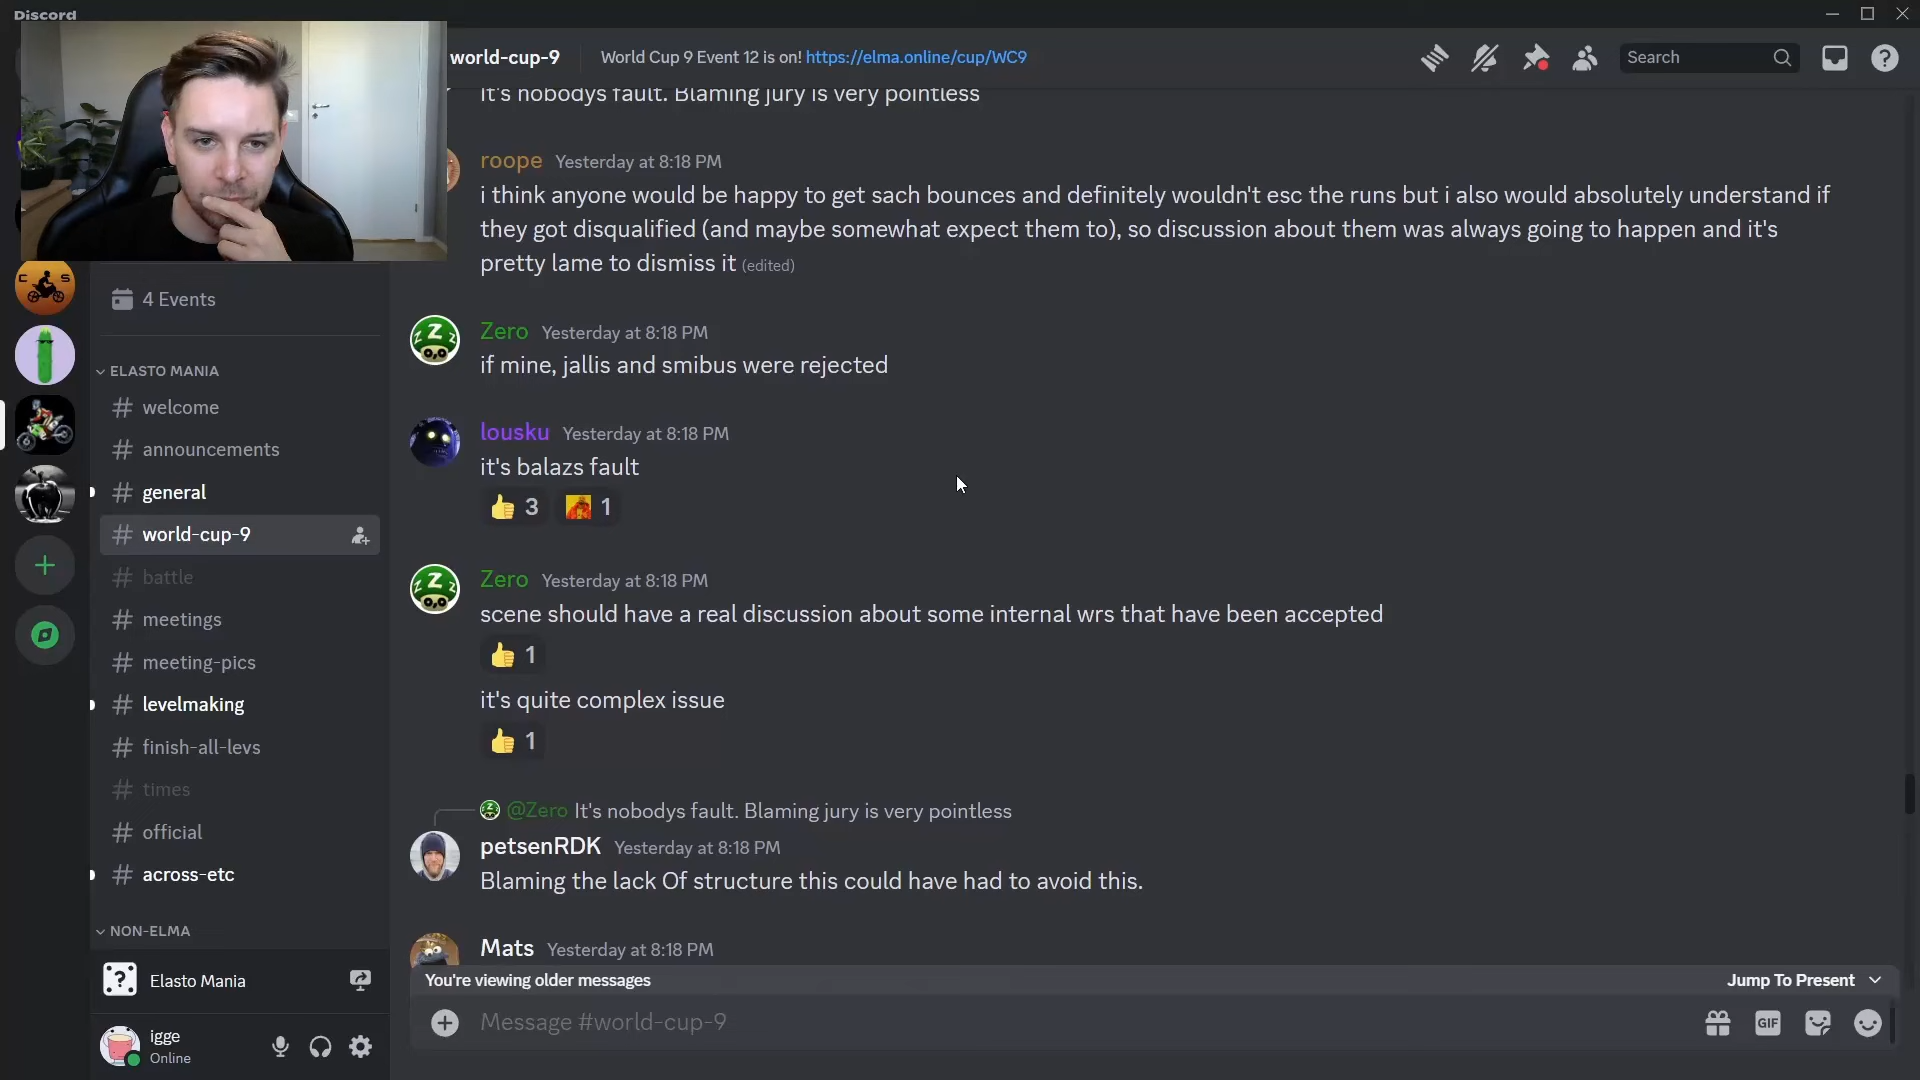 Discord
world-cup-9
World Cup 9 Event 12 is on! https://elma.online/cup/WC9
Search
It's nobodys fault. Blaming jury is very pointless
roope Yesterday at 8:18 PM
i think anyone would be happy to get sach bounces and definitely wouldn't esc the runs but i also would absolutely understand if
they got disqualified (and maybe somewhat expect them to), so discussion about them was always going to happen and it's
pretty lame to dismiss it (edited)
Zero Yesterday at 8:18 PM
if mine, jallis and smibus were rejected
lousku Yesterday at 8:18 PM
it's balazs fault
3
1
Zero Yesterday at 8:18 PM
scene should have a real discussion about some internal wrs that have been accepted
1
it's quite complex issue
1
@Zero It's nobodys fault. Blaming jury is very pointless
petsenRDK Yesterday at 8:18 PM
Blaming the lack Of structure this could have had to avoid this.
Mats Yesterday at 8:18 PM
You're viewing older messages
Jump To Present
Message #world-cup-9
GIF
C S
4 Events
ELASTO MANIA
# welcome
# announcements
# general
# world-cup-9
# battle
# meetings
# meeting-pics
# levelmaking
# finish-all-levs
# times
# official
# across-etc
NON-ELMA
Elasto Mania
igge
Online